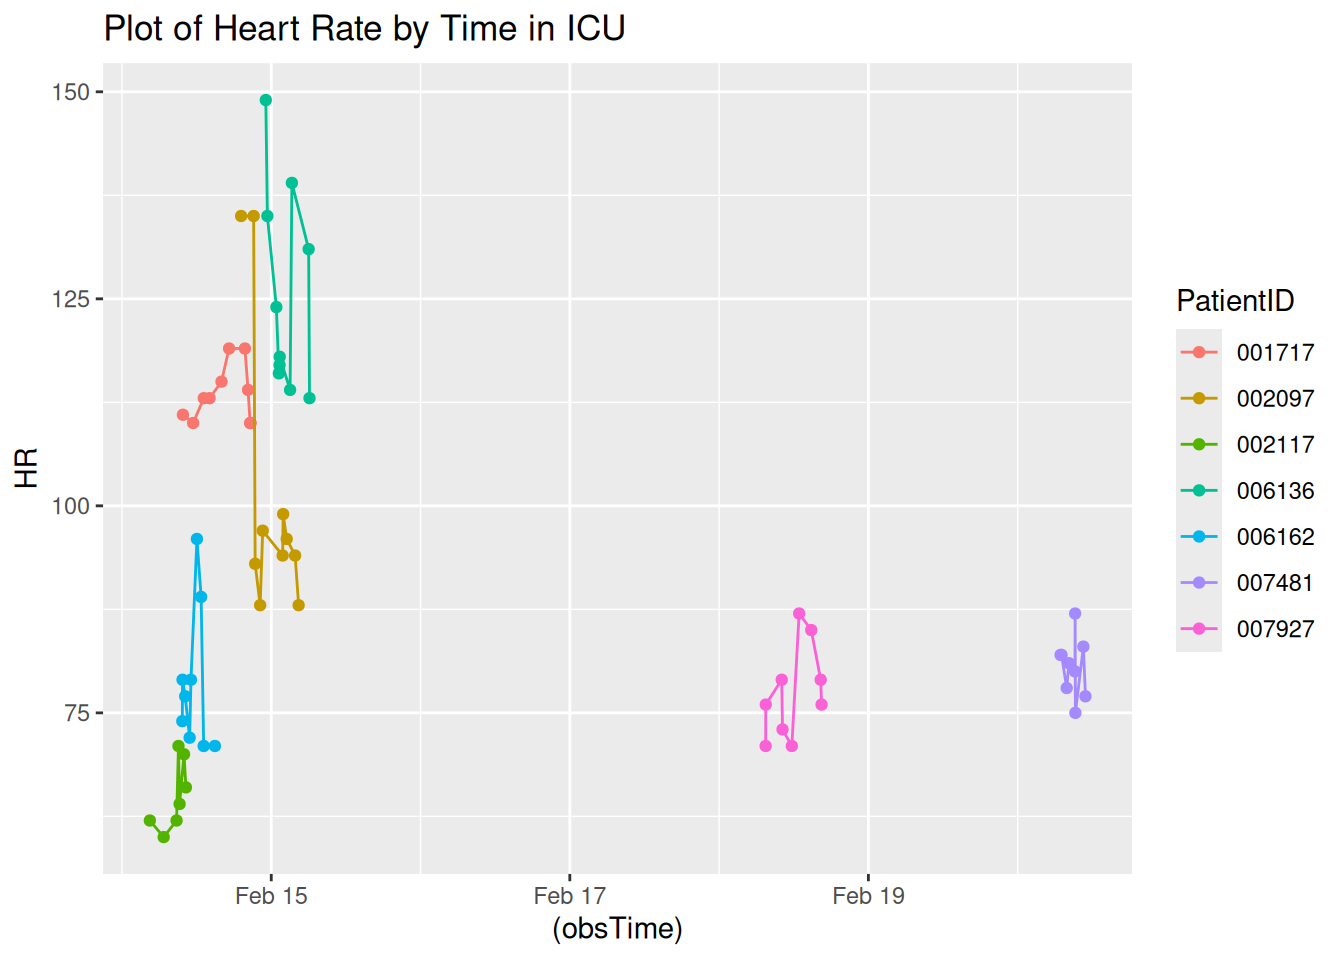 Plot of Heart Rate by Time in ICU
150
125
100
75
HR
Feb 15
Feb 17
Feb 19
(obsTime)
PatientID
001717
002097
002117
006136
006162
007481
007927